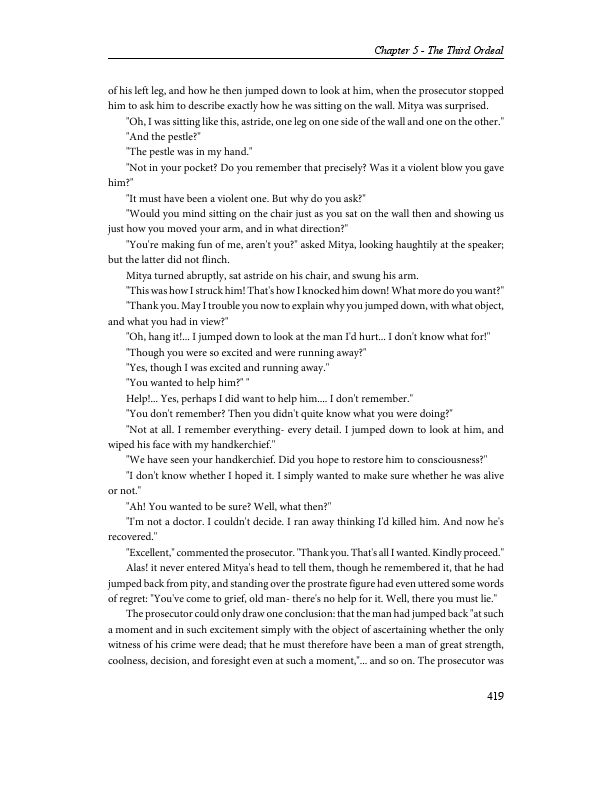 Chapter 5 - The Third Ordeal
of his left leg, and how he then jumped down to look at him, when the prosecutor stopped
him to ask him to describe exactly how he was sitting on the wall. Mitya was surprised.
"Oh, I was sitting like this, astride, one leg on one side of the wall and one on the other."
"And the pestle?"
"The pestle was in my hand."
"Not in your pocket? Do you remember that precisely? Was it a violent blow you gave
him?"
"It must have been a violent one. But why do you ask?"
"Would you mind sitting on the chair just as you sat on the wall then and showing us
just how you moved your arm, and in what direction?"
"You're making fun of me, aren't you?" asked Mitya, looking haughtily at the speaker;
but the latter did not flinch.
Mitya turned abruptly, sat astride on his chair, and swung his arm.
"This was how I struck him! That's how I knocked him down! What more do you want?"
"Thank you. May I trouble you now to explain why you jumped down, with what object,
and what you had in view?"
"Oh, hang it!... I jumped down to look at the man I'd hurt... I don't know what for!"
"Though you were so excited and were running away?"
"Yes, though I was excited and running away."
"You wanted to help him?" "
Help!... Yes, perhaps I did want to help him.... I don't remember."
"You don't remember? Then you didn't quite know what you were doing?"
"Not at all. I remember everything- every detail. I jumped down to look at him, and
wiped his face with my handkerchief."
"We have seen your handkerchief. Did you hope to restore him to consciousness?"
"I don't know whether I hoped it. I simply wanted to make sure whether he was alive
or not."
"Ah! You wanted to be sure? Well, what then?"
"I'm not a doctor. I couldn't decide. I ran away thinking I'd killed him. And now he's
recovered."
"Excellent," commented the prosecutor. "Thank you. That's all I wanted. Kindly proceed."
Alas! it never entered Mitya's head to tell them, though he remembered it, that he had
jumped back from pity, and standing over the prostrate figure had even uttered some words
of regret: "You've come to grief, old man- there's no help for it. Well, there you must lie."
The prosecutor could only draw one conclusion: that the man had jumped back "at such
a moment and in such excitement simply with the object of ascertaining whether the only
witness of his crime were dead; that he must therefore have been a man of great strength,
coolness, decision, and foresight even at such a moment,"... and so on. The prosecutor was
419